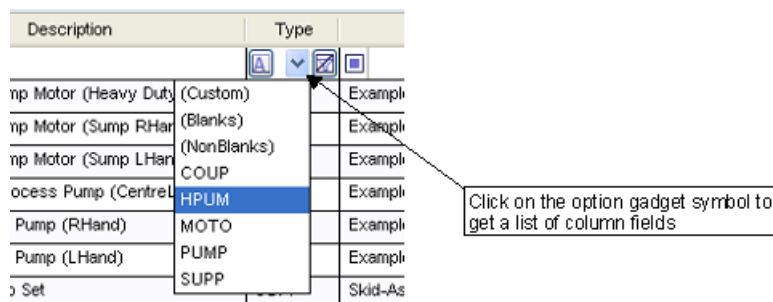 Description Type
A
mp Motor (Heavy Duty (Custom) Exampl
(Blanks)
mp Motor (Sump RHan Exampl
(NonBlanks)
mp Motor (Sump LHan COUP Exampl
ocess Pump (CentreL HPUM Exampl
Pump (RHand) MOTO Exampl
Pump (LHand) PUMP Exampl
SUPP
Set Skid-As
Click on the option gadget symbol to
get a list of column fields